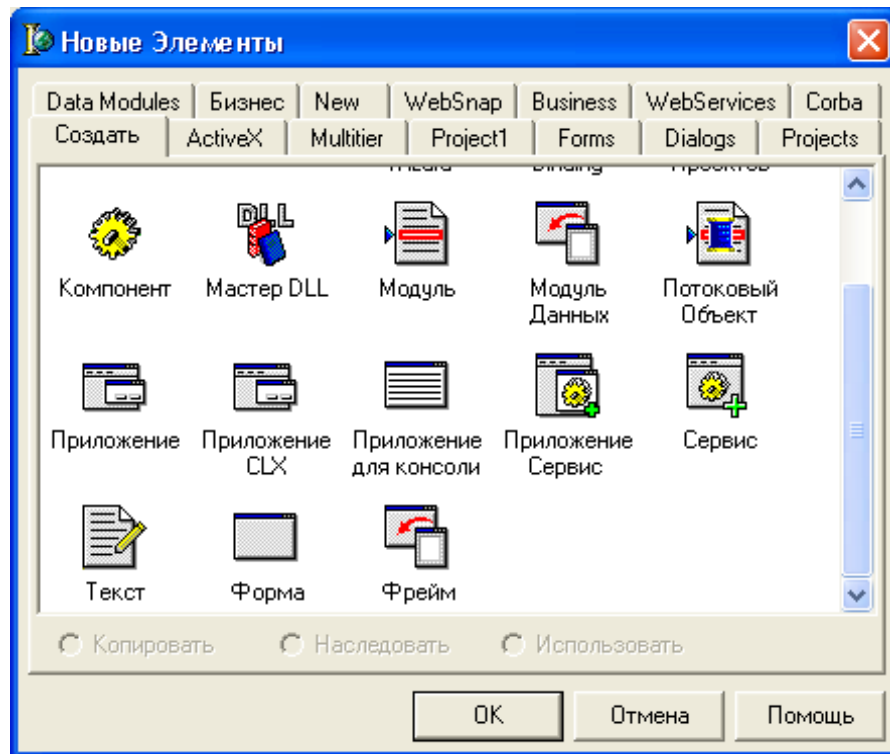 Новые Элементы
Data Modules Бизнес New WebSnap Business WebServices Corba
Создать ActiveX Multitier Project1 Forms Dialogs Projects
Компонент Мастер DLL Модуль Модуль Потоковый
Данных Объект
Приложение Приложение Приложение Приложение Сервис
CLX для консоли Сервис
Текст Форма Фрейм
Копировать Наследовать Использовать
OK Отмена Помощь